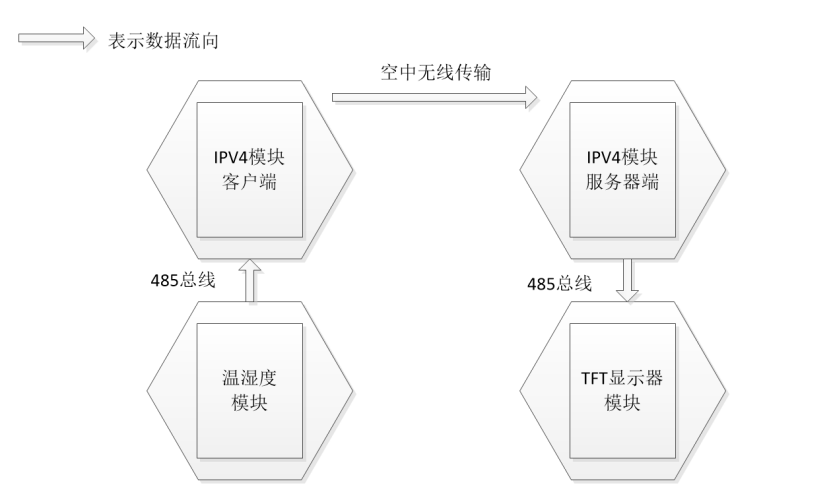 表示数据流向
空中无线传输
IPV4模块
客户端
IPV4模块
服务器端
485总线
485总线
温湿度
模块
TFT显示器
模块